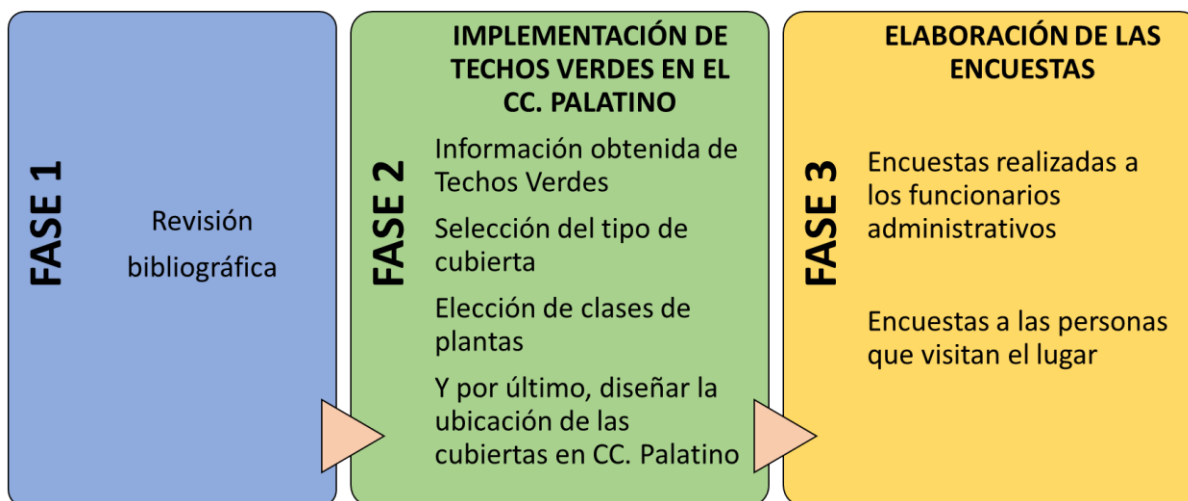 FASE 1
Revisión
bibliográfica
FASE 2
IMPLEMENTACIÓN DE
TECHOS VERDES EN EL
CC. PALATINO
Información obtenida de
Techos Verdes
Selección del tipo de
cubierta
Elección de clases de
plantas
Y por último, diseñar la
ubicación de las
cubiertas en CC. Palatino
FASE 3
ELABORACIÓN DE LAS
ENCUESTAS
Encuestas realizadas a
los funcionarios
administrativos
Encuestas a las personas
que visitan el lugar